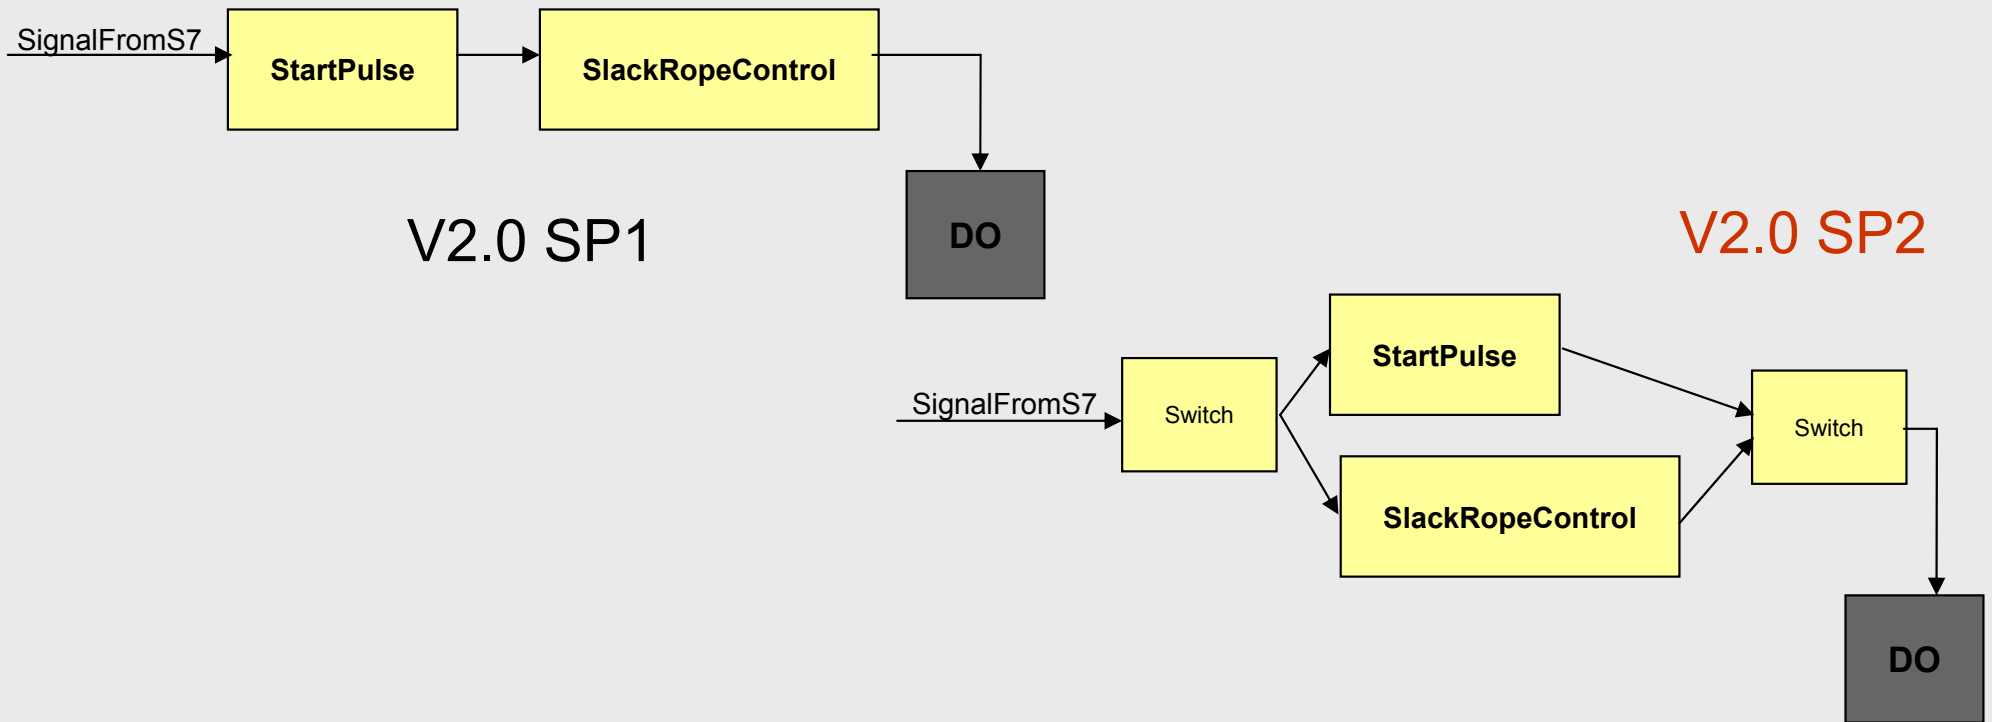 SignalFromS7
StartPulse
SlackRopeControl
DO
V2.0 SP1
V2.0 SP2
SignalFromS7
Switch
StartPulse
SlackRopeControl
Switch
DO